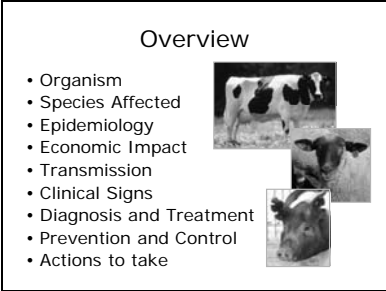 Overview
• Organism
• Species Affected
• Epidemiology
• Economic Impact
• Transmission
• Clinical Signs
• Diagnosis and Treatment
• Prevention and Control
• Actions to take